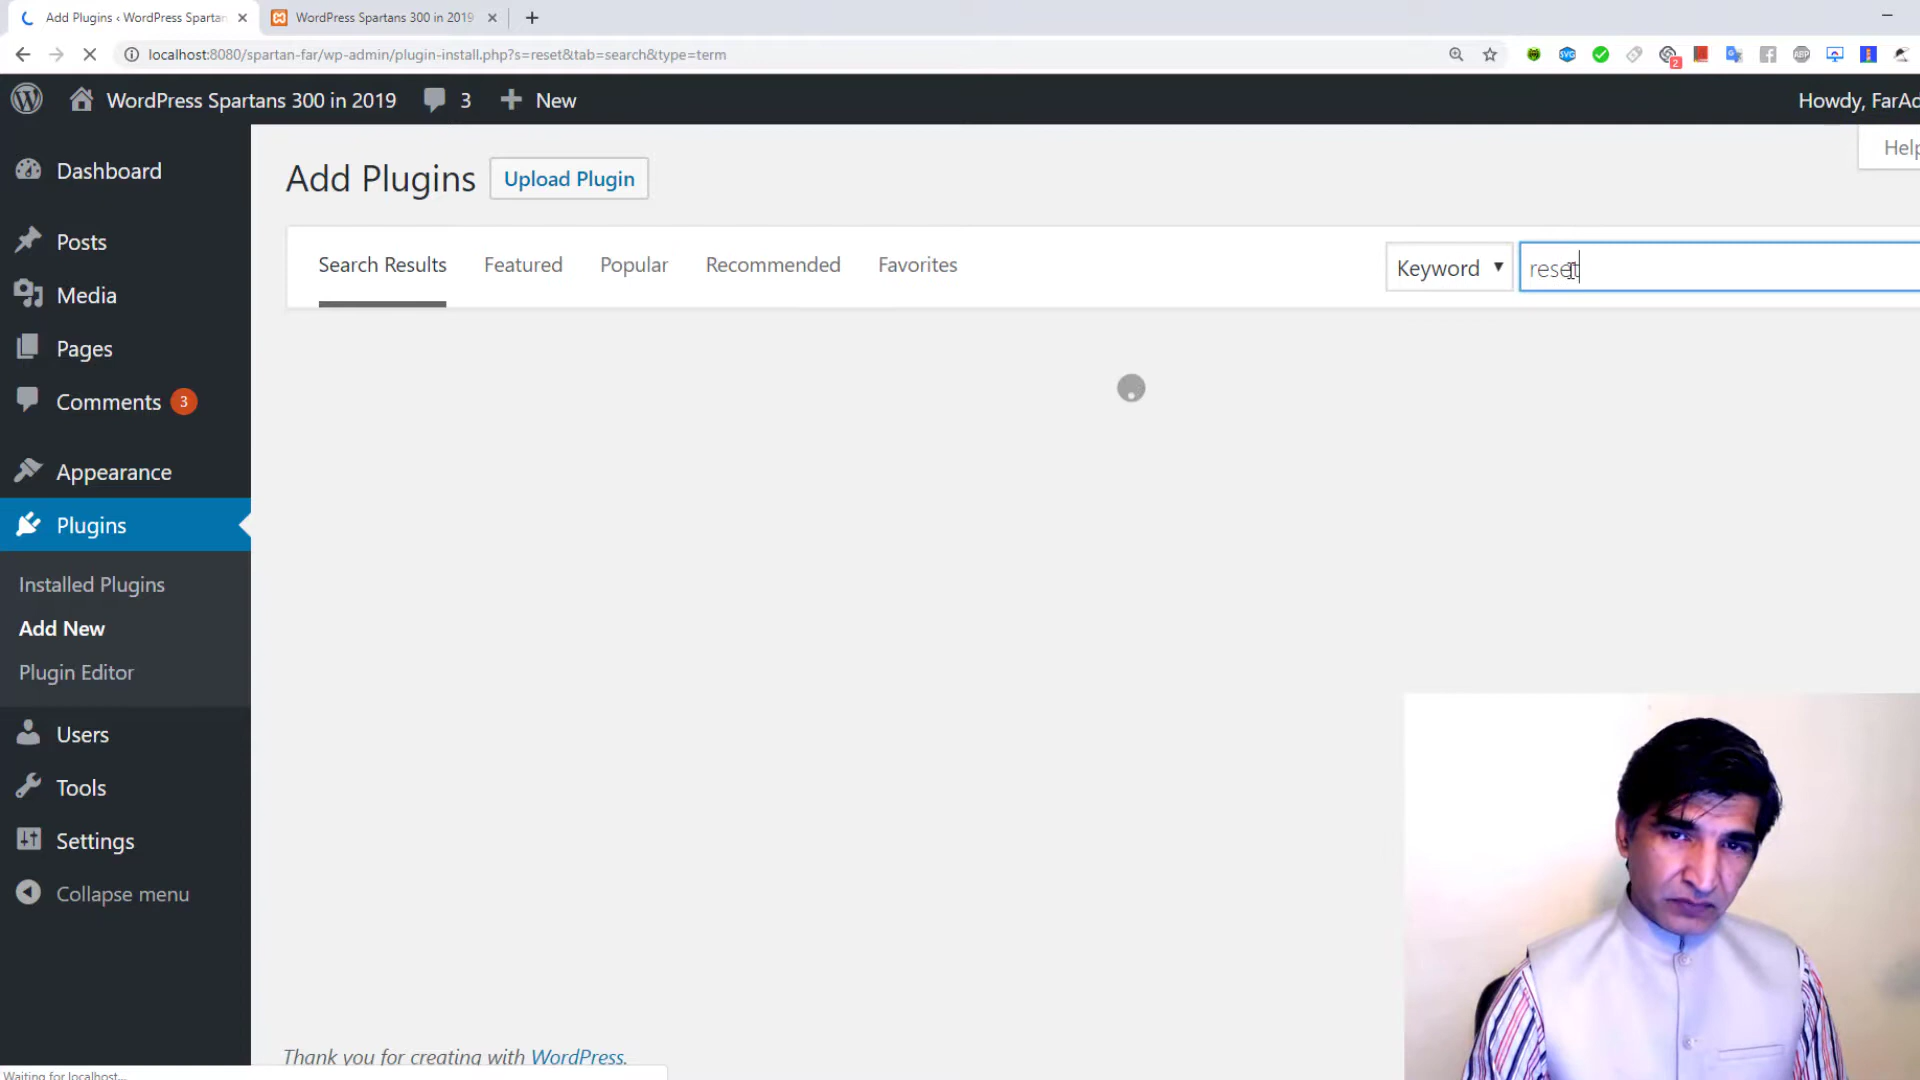 Add Plugins ‹ WordPress Spartan
WordPress Spartans 300 in 2019
localhost:8080/spartan-far/wp-admin/plugin-install.php?s=reset&tab=search&type=term
2
WordPress Spartans 300 in 2019
3
New
Howdy, FarAd
Help
Dashboard
Posts
Media
Pages
Comments 3
Appearance
Plugins
Installed Plugins
Add New
Plugin Editor
Users
Tools
Settings
Collapse menu
Add Plugins
Upload Plugin
Search Results
Featured
Popular
Recommended
Favorites
Keyword
reset
Thank you for creating with WordPress.
Waiting for localhost...